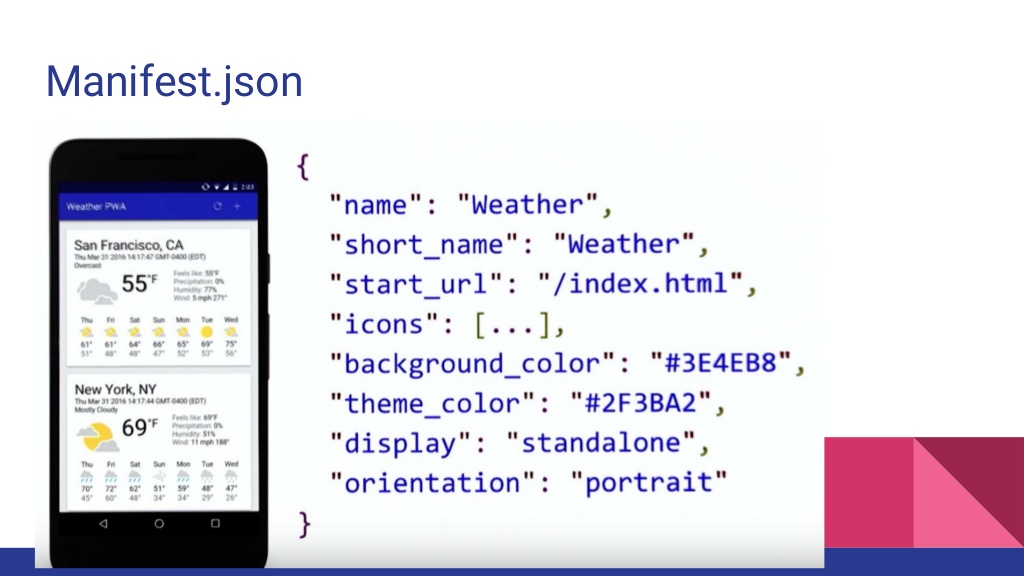 Manifest.json
1:03
Weather PWA
San Francisco, CA
Thu Mar 31 2016 14:17:47 GMT-0400 (EDT)
Overcast
55°F
Feels like: 55°F
Precipitation: 0%
Humidity: 77%
Wind: 5 mph 271°
Thu Fri Sat Sun Mon Tue Wed
61° 61° 64° 66° 65° 69° 75°
51° 48° 48° 47° 52° 53° 56°
New York, NY
Thu Mar 31 2016 14:17:44 GMT-0400 (EDT)
Mostly Cloudy
69°F
Feels like: 69°F
Precipitation: 0%
Humidity: 51%
Wind: 11 mph 188°
Thu Fri Sat Sun Mon Tue Wed
70° 72° 62° 51° 59° 48° 47°
45° 60° 48° 34° 34° 29° 26°
{
"name": "Weather",
"short_name": "Weather",
"start_url": "/index.html",
"icons": [...],
"background_color": "#3E4EB8",
"theme_color": "#2F3BA2",
"display": "standalone",
"orientation": "portrait"
}